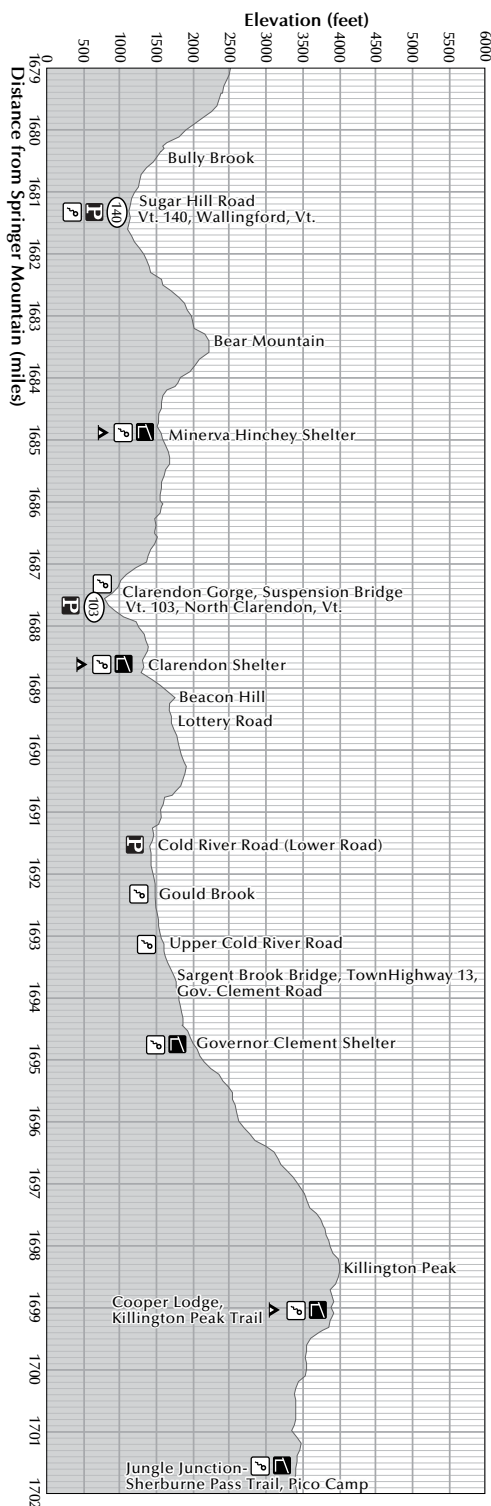 Elevation (feet)
0
500
1000
1500
2000
2500
3000
3500
4000
4500
5000
5500
6000
Distance from Springer Mountain (miles)
1679
1680
1681
1682
1683
1684
1685
1686
1687
1688
1689
1690
1691
1692
1693
1694
1695
1696
1697
1698
1699
1700
1701
1702
Bully Brook
Sugar Hill Road
Vt. 140, Wallingford, Vt.
140
P
Bear Mountain
Minerva Hinchey Shelter
Clarendon Gorge, Suspension Bridge
Vt. 103, North Clarendon, Vt.
103
P
Clarendon Shelter
Beacon Hill
Lottery Road
Cold River Road (Lower Road)
P
Gould Brook
Upper Cold River Road
Sargent Brook Bridge, TownHighway 13,
Gov. Clement Road
Governor Clement Shelter
Killington Peak
Cooper Lodge,
Killington Peak Trail
Jungle Junction-
Sherburne Pass Trail, Pico Camp